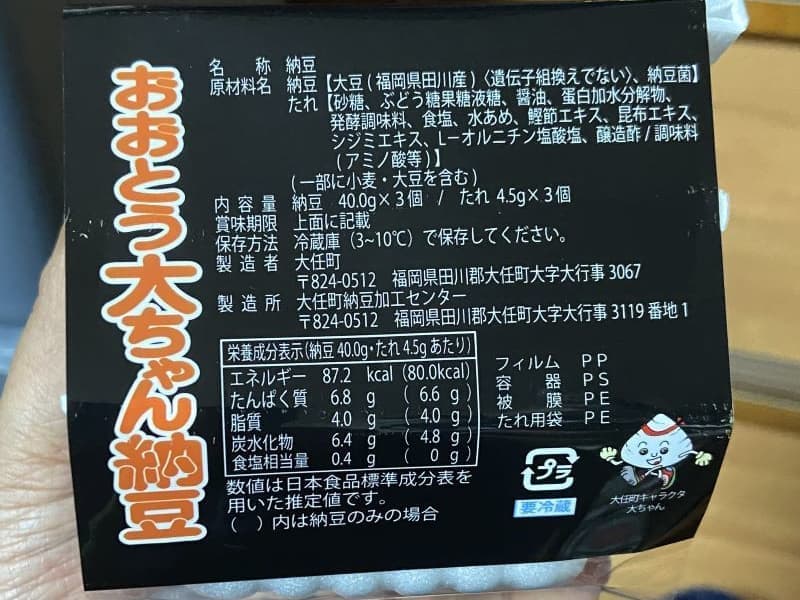 おおとう大ちゃん納豆
名称 納豆
原材料名 納豆【大豆(福岡県田川産)〈遺伝子組換えでない〉、納豆菌】
たれ【砂糖、ぶどう糖果糖液糖、醤油、蛋白加水分解物、
発酵調味料、食塩、水あめ、鰹節エキス、昆布エキス、
シジミエキス、L-オルニチン塩酸塩、醸造酢/調味料
(アミノ酸等)】
(一部に小麦・大豆を含む)
内容量 納豆 40.0g×3個 / たれ 4.5g×3個
賞味期限 上面に記載
保存方法 冷蔵庫(3~10℃)で保存してください。
製造者 大任町
〒824-0512 福岡県田川郡大任町大字大行事3067
製造所 大任町納豆加工センター
〒824-0512 福岡県田川郡大任町大字大行事3119番地1
栄養成分表示(納豆40.0g・たれ4.5gあたり)
エネルギー 87.2 kcal (80.0kcal)
たんぱく質 6.8 g (6.6 g)
脂質 4.0 g (4.0 g)
炭水化物 6.4 g (4.8 g)
食塩相当量 0.4 g (0 g)
数値は日本食品標準成分表を
用いた推定値です。
( )内は納豆のみの場合
フィルム PP
容器 PS
被膜 PE
たれ用袋 PE
プラ
要冷蔵
大任町キャラクタ
大ちゃん